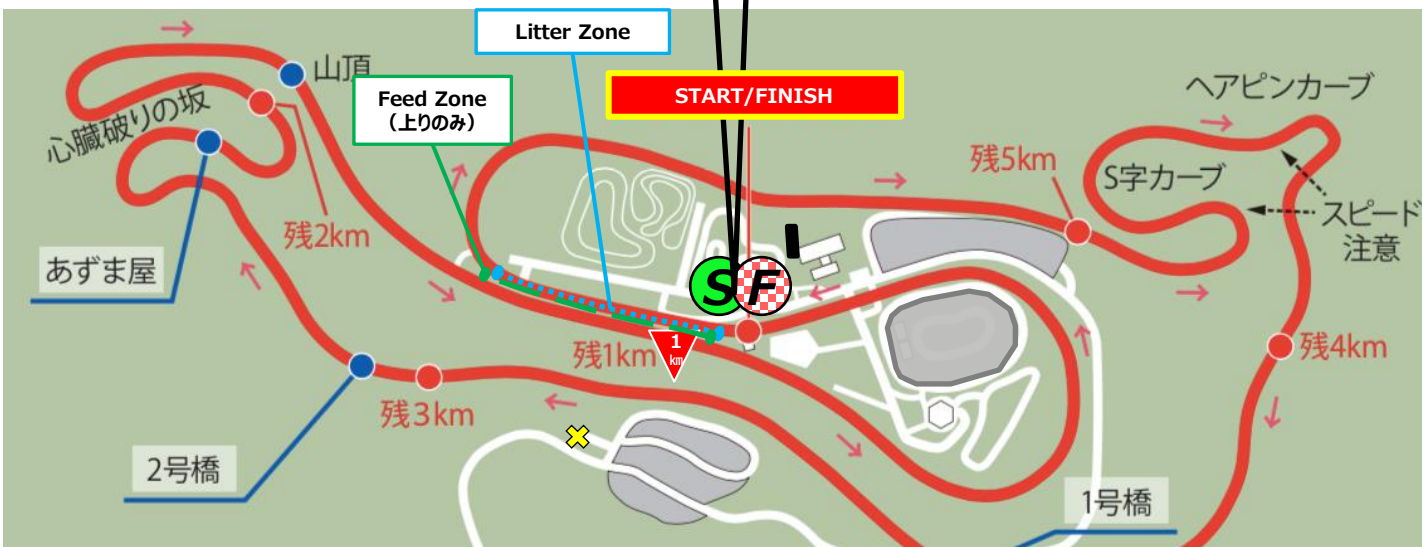 Litter Zone
START/FINISH
Feed Zone
(上りのみ)
山頂
心臓破りの坂
残2km
あずま屋
2号橋
残3km
残1km
1
km
S
F
残5km
S字カーブ
ヘアピンカーブ
スピード
注意
残4km
1号橋